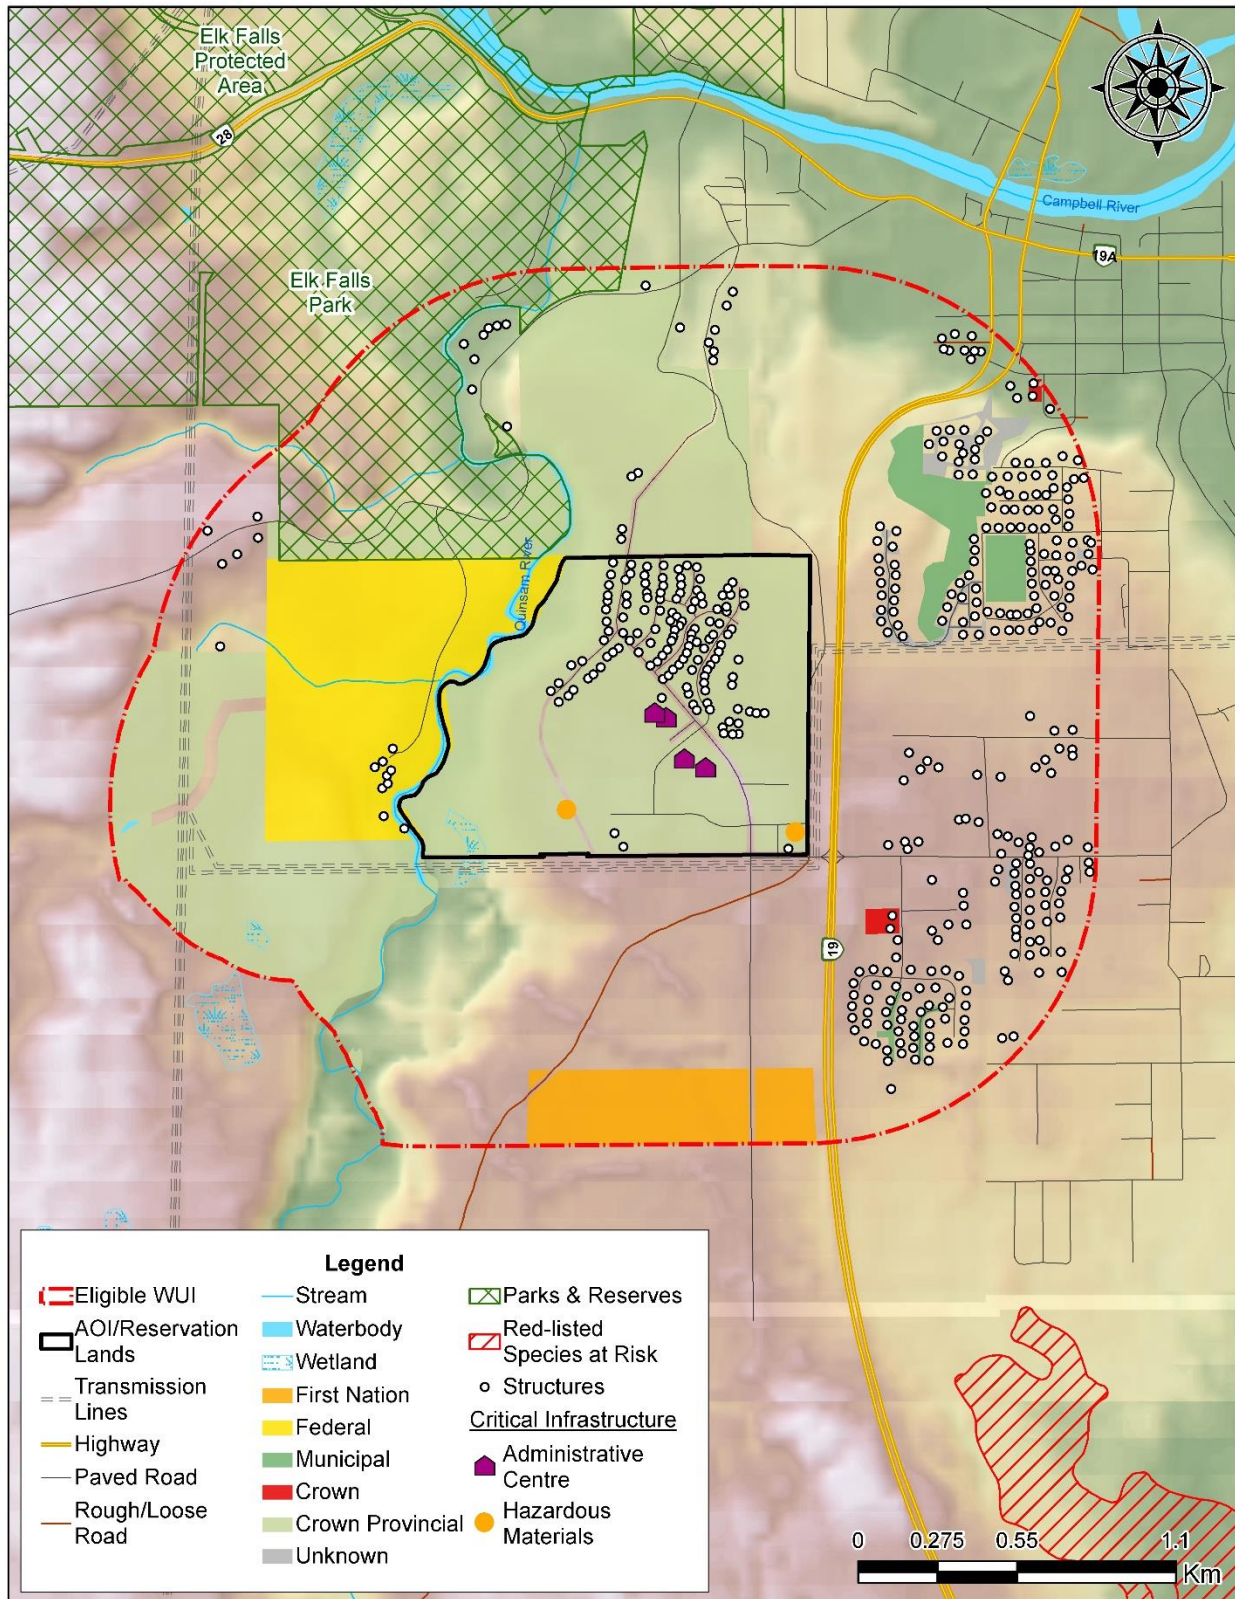 Elk Falls
Protected
Area
28
Campbell River
19A
Elk Falls
Park
Quinsam River
19
Legend
Eligible WUI
AOI/Reservation
Lands
Transmission
Lines
Highway
Paved Road
Rough/Loose
Road
Stream
Waterbody
Wetland
First Nation
Federal
Municipal
Crown
Crown Provincial
Unknown
Parks & Reserves
Red-listed
Species at Risk
Structures
Critical Infrastructure
Administrative
Centre
Hazardous
Materials
0 0.275 0.55 1.1
Km